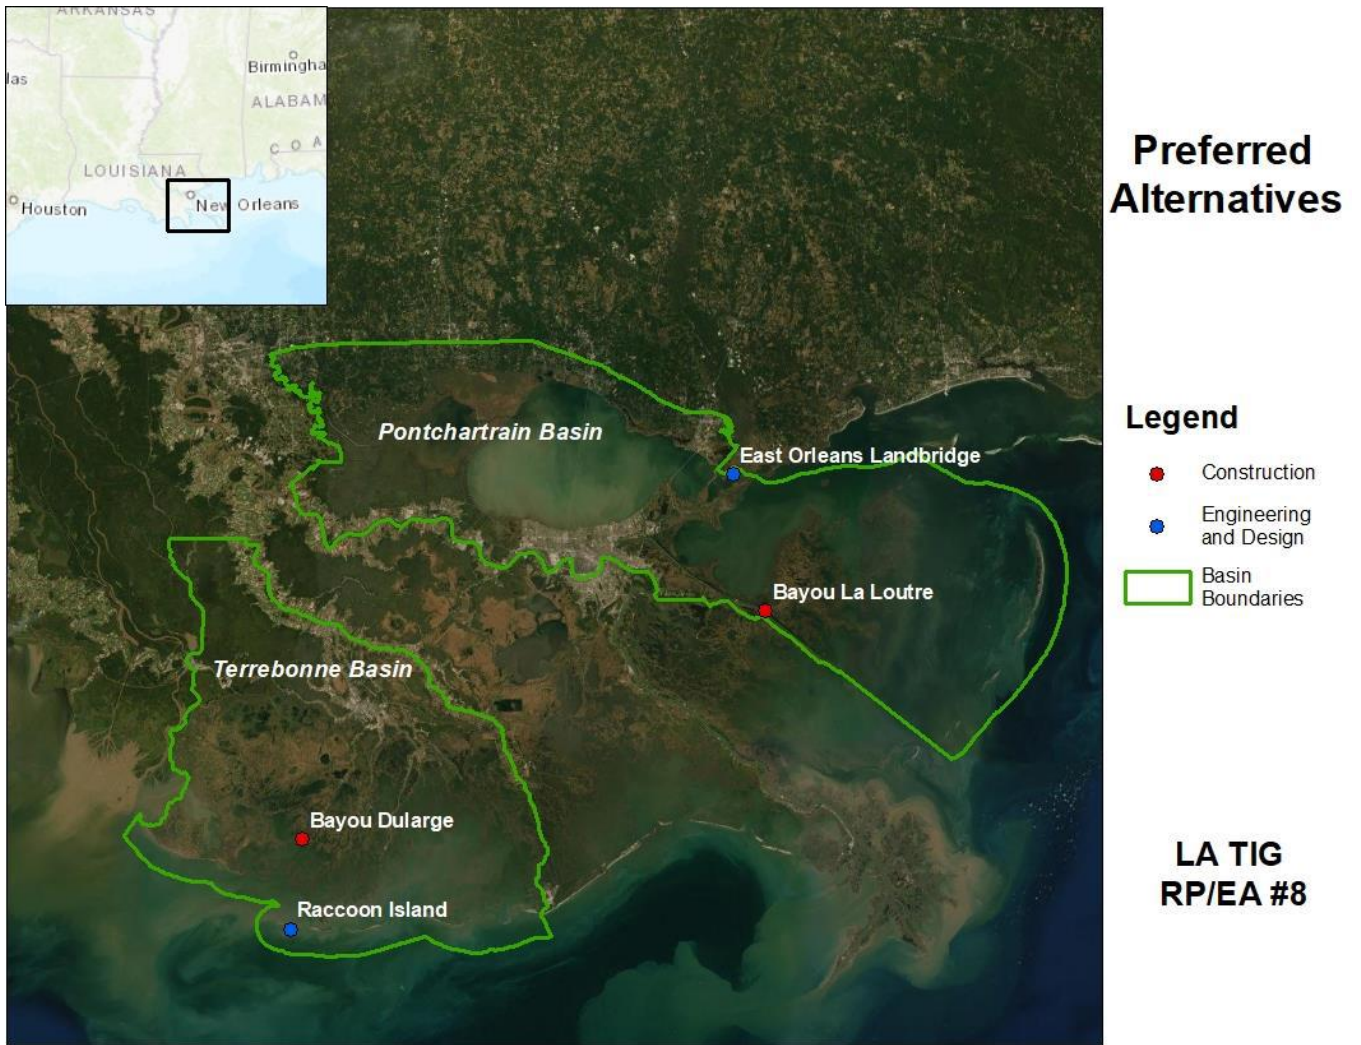 ARKANSAS
Birmingha
las
ALABAM
C O A
LOUISIANA
Houston
New Orleans
Preferred
Alternatives
Pontchartrain Basin
East Orleans Landbridge
Bayou La Loutre
Terrebonne Basin
Bayou Dularge
Raccoon Island
Legend
Construction
Engineering
and Design
Basin
Boundaries
LA TIG
RP/EA #8